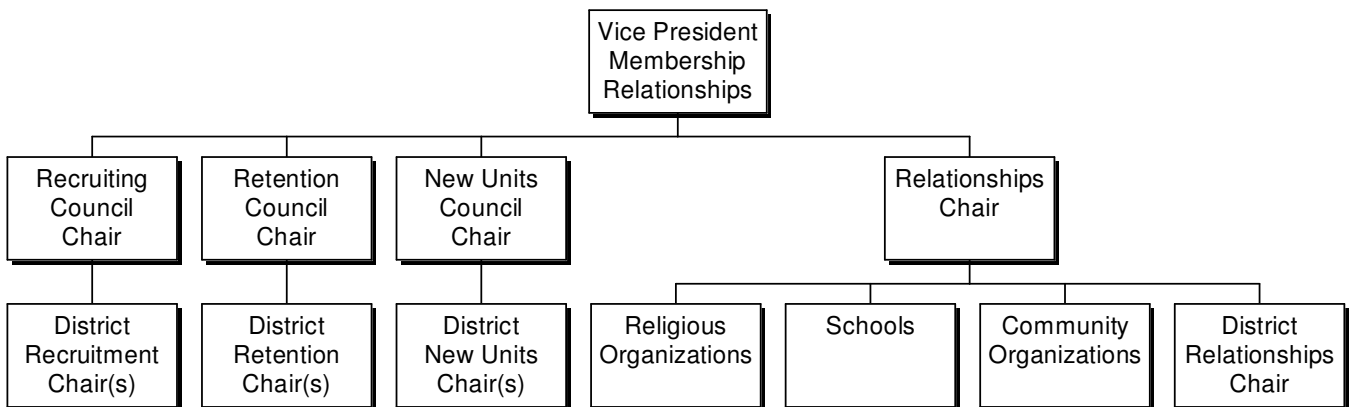 Vice President
Membership
Relationships
Recruiting
Council
Chair
Retention
Council
Chair
New Units
Council
Chair
Relationships
Chair
District
Recruitment
Chair(s)
District
Retention
Chair(s)
District
New Units
Chair(s)
Religious
Organizations
Schools
Community
Organizations
District
Relationships
Chair